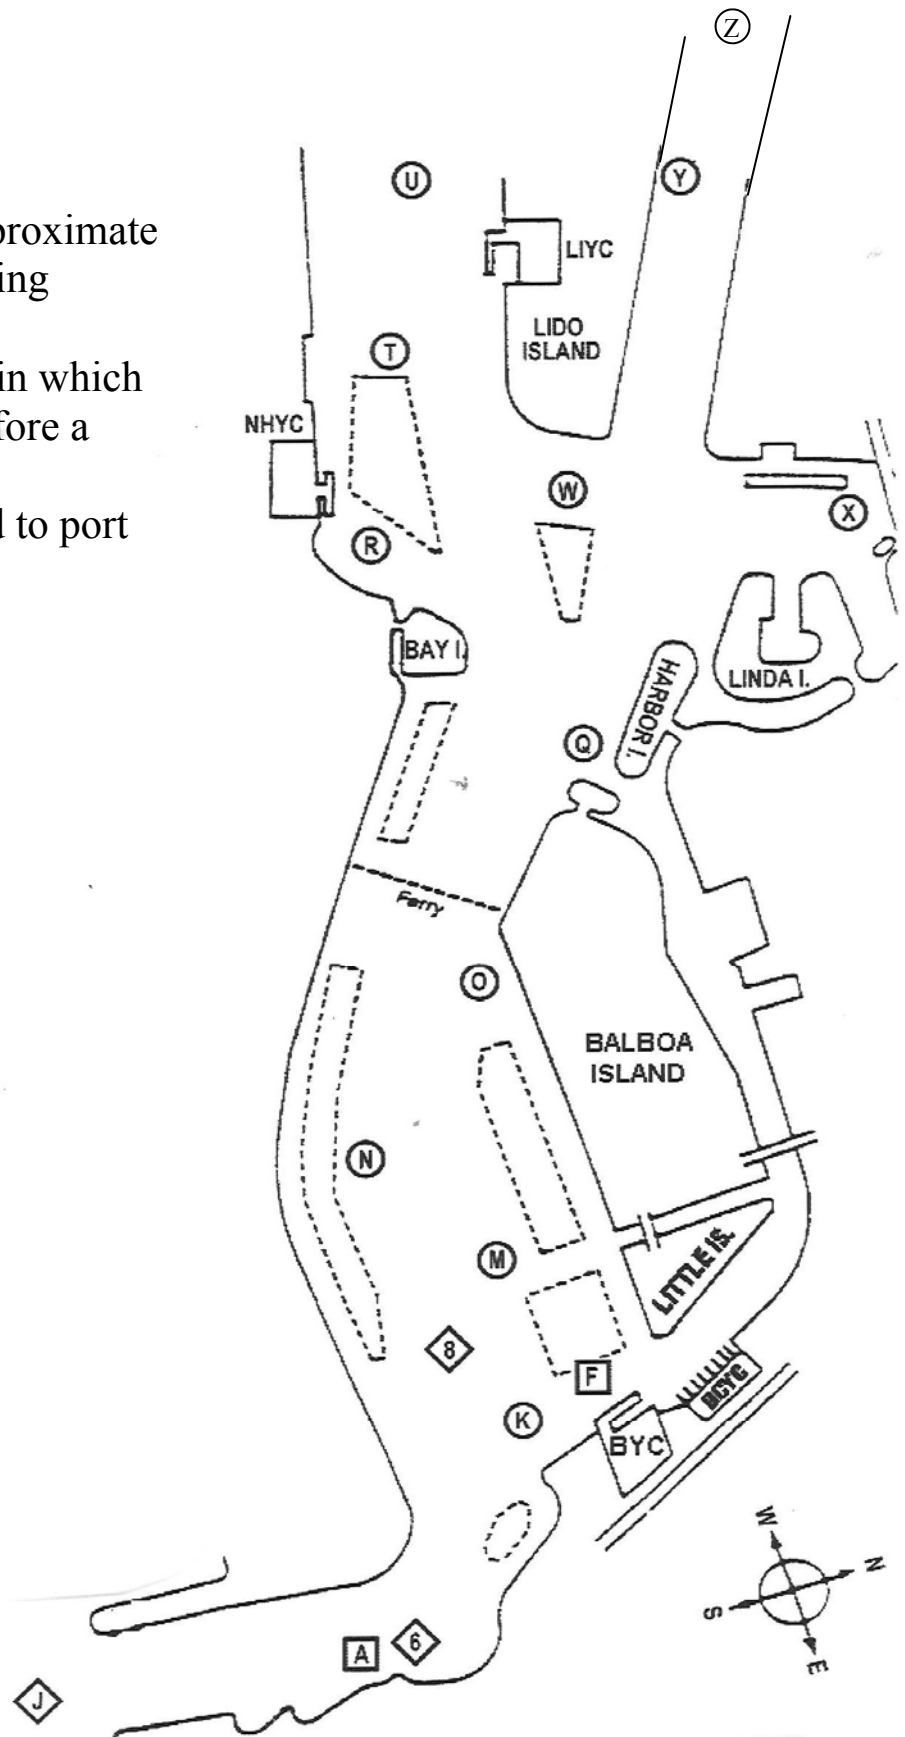 Z
U
Y
proximate
LIYC
ing
LIDO
ISLAND
T
in which
NHYC
fore a
W
X
d to port
R
BAY I.
HARBOR I.
LINDA I.
Q
Ferry
O
BALBOA
ISLAND
N
M
LITTLE IS.
8
F
BCYC
K
BYC
W
N
S
E
6
A
J